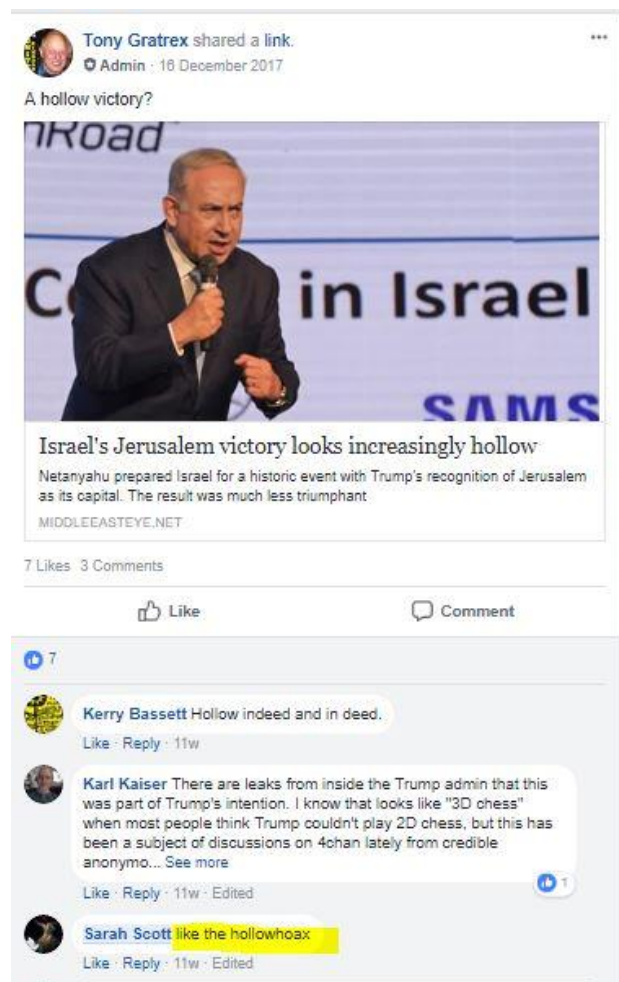 Tony Gratrex shared a link.
Admin · 16 December 2017
A hollow victory?
nRoad
in Israel
SAMS
Israel's Jerusalem victory looks increasingly hollow
Netanyahu prepared Israel for a historic event with Trump's recognition of Jerusalem
as its capital. The result was much less triumphant
MIDDLEEASTEYE.NET
7 Likes 3 Comments
Like Comment
7
Kerry Bassett Hollow indeed and in deed.
Like · Reply · 11w
Karl Kaiser There are leaks from inside the Trump admin that this
was part of Trump's intention. I know that looks like "3D chess"
when most people think Trump couldn't play 2D chess, but this has
been a subject of discussions on 4chan lately from credible
anonymo... See more
1
Like · Reply · 11w · Edited
Sarah Scott like the hollowhoax
Like · Reply · 11w · Edited